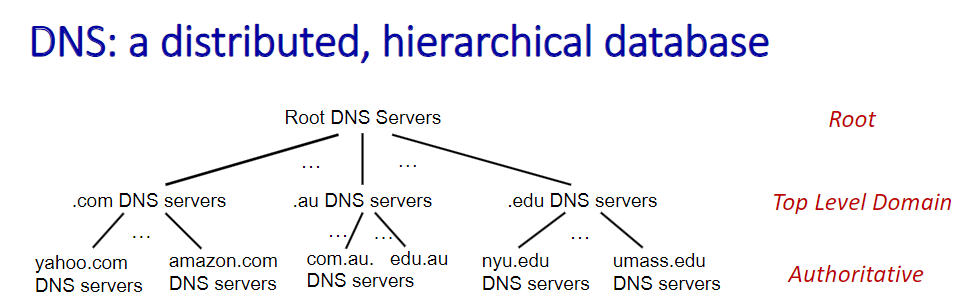 DNS: a distributed, hierarchical database
Root DNS Servers
Root
... ...
.com DNS servers
.au DNS servers
.edu DNS servers
Top Level Domain
... ... ... ...
yahoo.com
DNS servers
amazon.com
DNS servers
com.au.
DNS servers
edu.au
nyu.edu
DNS servers
umass.edu
DNS servers
Authoritative